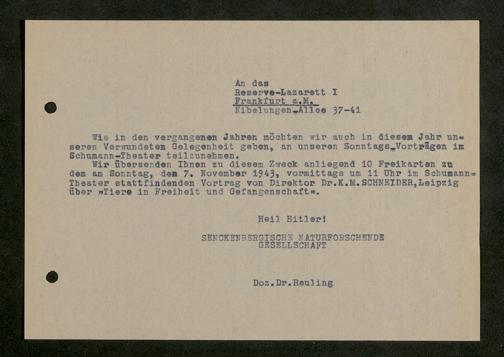 An das
Reserve-Lazarett I
Frankfurt a.M.
Nibelungen-Allee 37-41
Wie in den vergangenen Jahren möchten wir auch in diesem Jahr un=
seren Verwundeten Gelegenheit geben, an unseren Sonntags-Vorträgen im
Schumann-Theater teilzunehmen.
Wir übersenden Ihnen zu diesem Zweck anliegend 10 Freikarten zu
dem am Sonntag, den 7. November 1943, vormittags um 11 Uhr im Schumann=
Theater stattfindenden Vortrag von Direktor Dr.K.M.SCHNEIDER,Leipzig
über "Tiere in Freiheit und Gefangenschaft".
Heil Hitler!
SENCKENBERGISCHE NATURFORSCHENDE
GESELLSCHAFT
Doz.Dr.Reuling